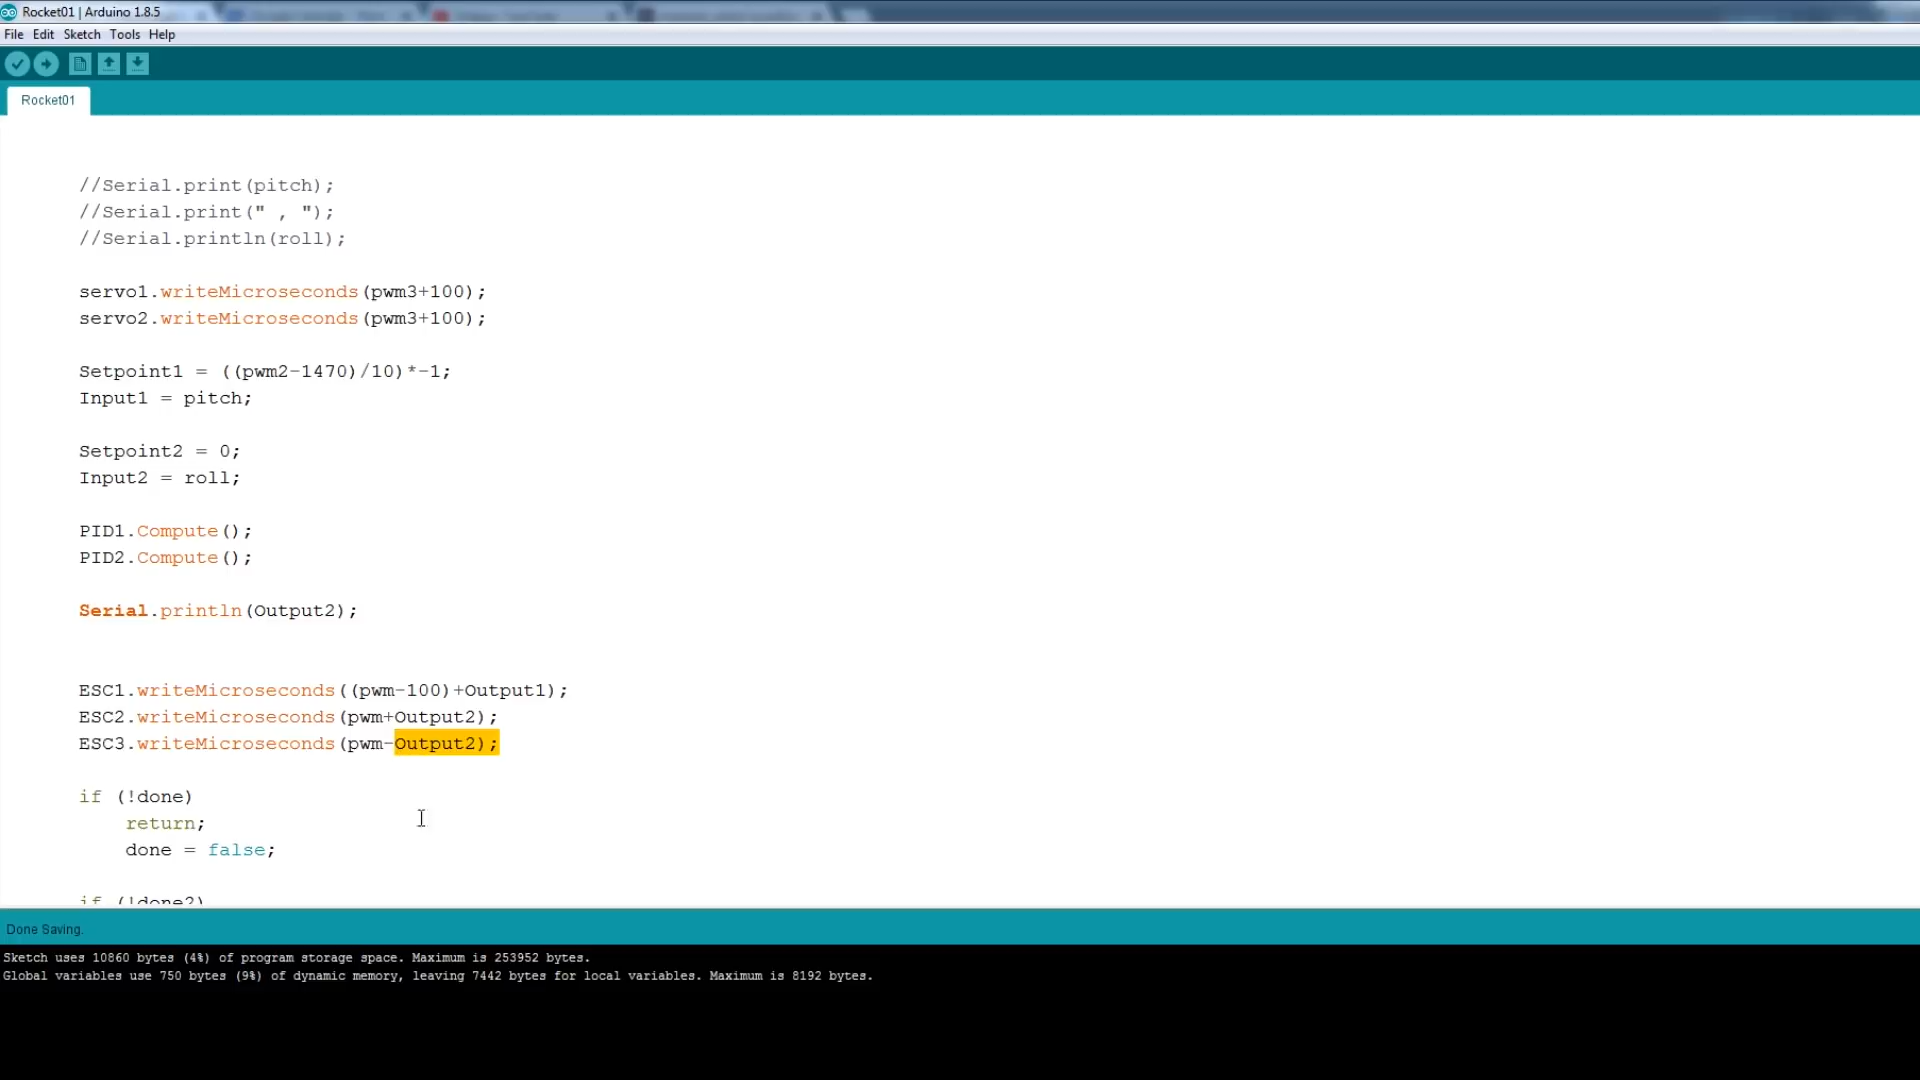 Rocket01 | Arduino 1.8.5
File Edit Sketch Tools Help
Rocket01
//Serial.print(pitch);
//Serial.print(" , ");
//Serial.println(roll);
servo1.writeMicroseconds(pwm3+100);
servo2.writeMicroseconds(pwm3+100);
Setpoint1 = ((pwm2-1470)/10)*-1;
Input1 = pitch;
Setpoint2 = 0;
Input2 = roll;
PID1.Compute();
PID2.Compute();
Serial.println(Output2);
ESC1.writeMicroseconds((pwm-100)+Output1);
ESC2.writeMicroseconds(pwm+Output2);
ESC3.writeMicroseconds(pwm-Output2);
if (!done)
return;
done = false;
if (!done2)
Done Saving.
Sketch uses 10860 bytes (4%) of program storage space. Maximum is 253952 bytes.
Global variables use 750 bytes (9%) of dynamic memory, leaving 7442 bytes for local variables. Maximum is 8192 bytes.